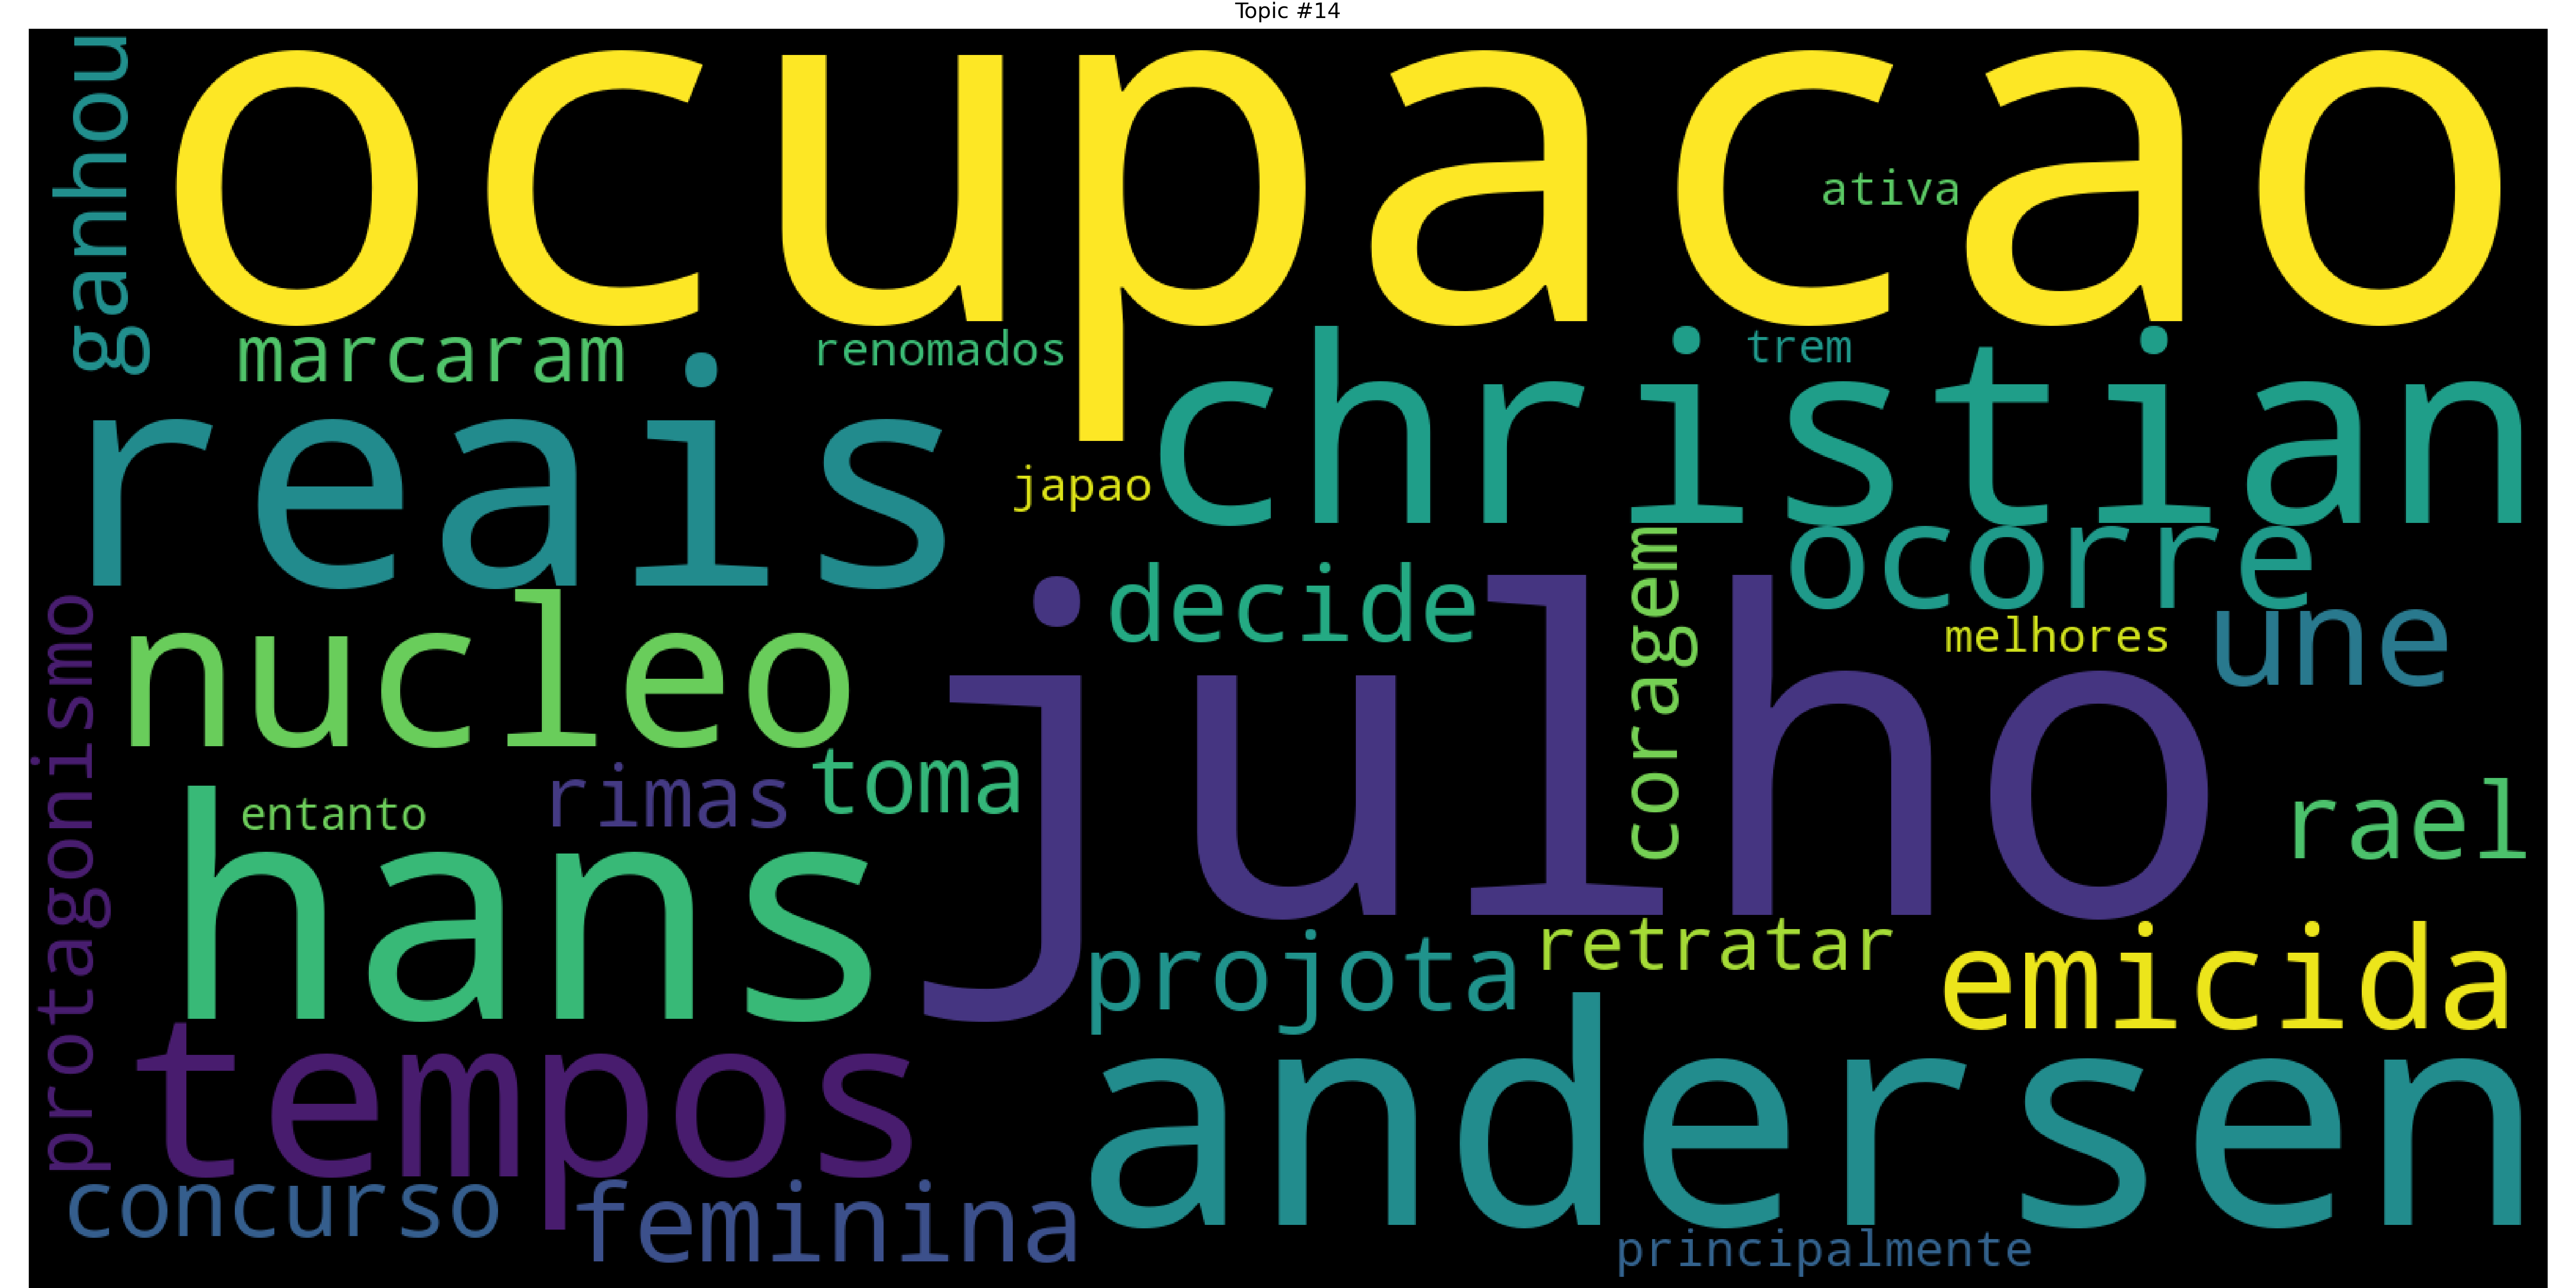 Topic #14
ganhou
ocupacao
ativa
marcaram
renomados
trem
christian
reais
japao
ocorre
coragem
decide
une
melhores
nucleo
julho
protagonismo
toma
rimas
entanto
rael
hans
retratar
projota
emicida
tempos
andersen
concurso
feminina
principalmente